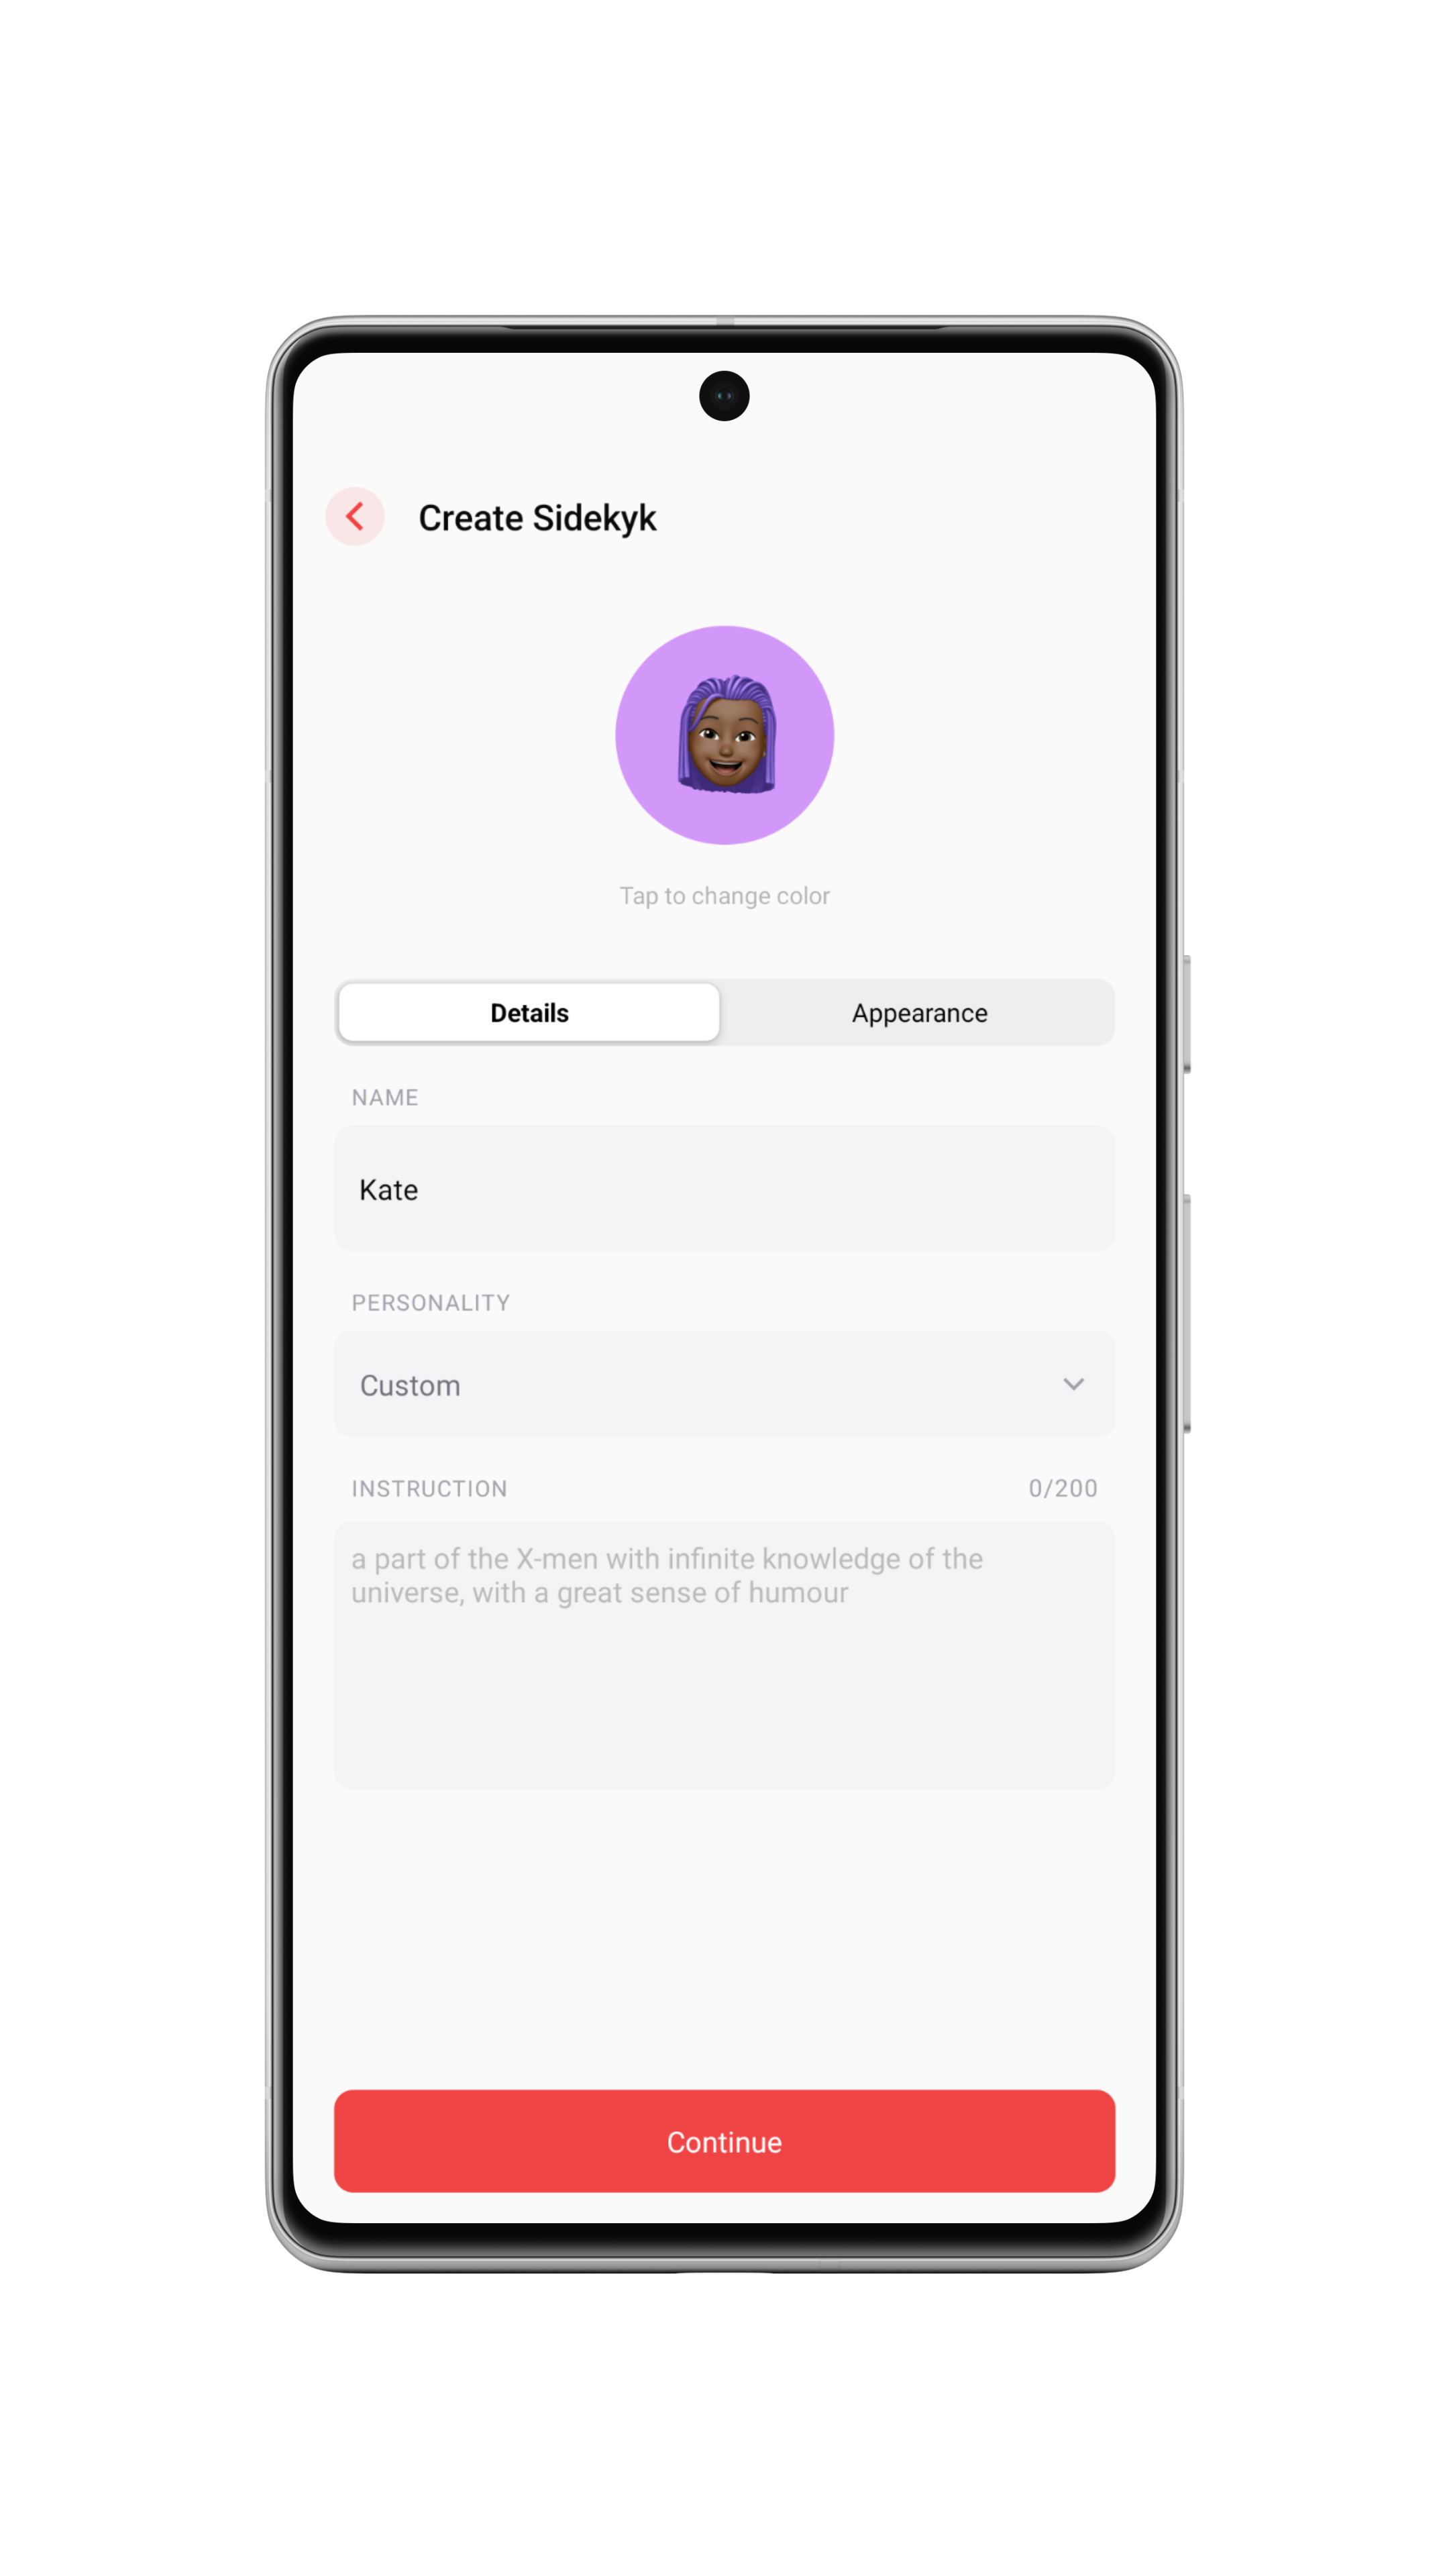 Create Sidekyk
Tap to change color
Details
Appearance
NAME
Kate
PERSONALITY
Custom
INSTRUCTION
0/200
a part of the X-men with infinite knowledge of the
universe, with a great sense of humour
Continue